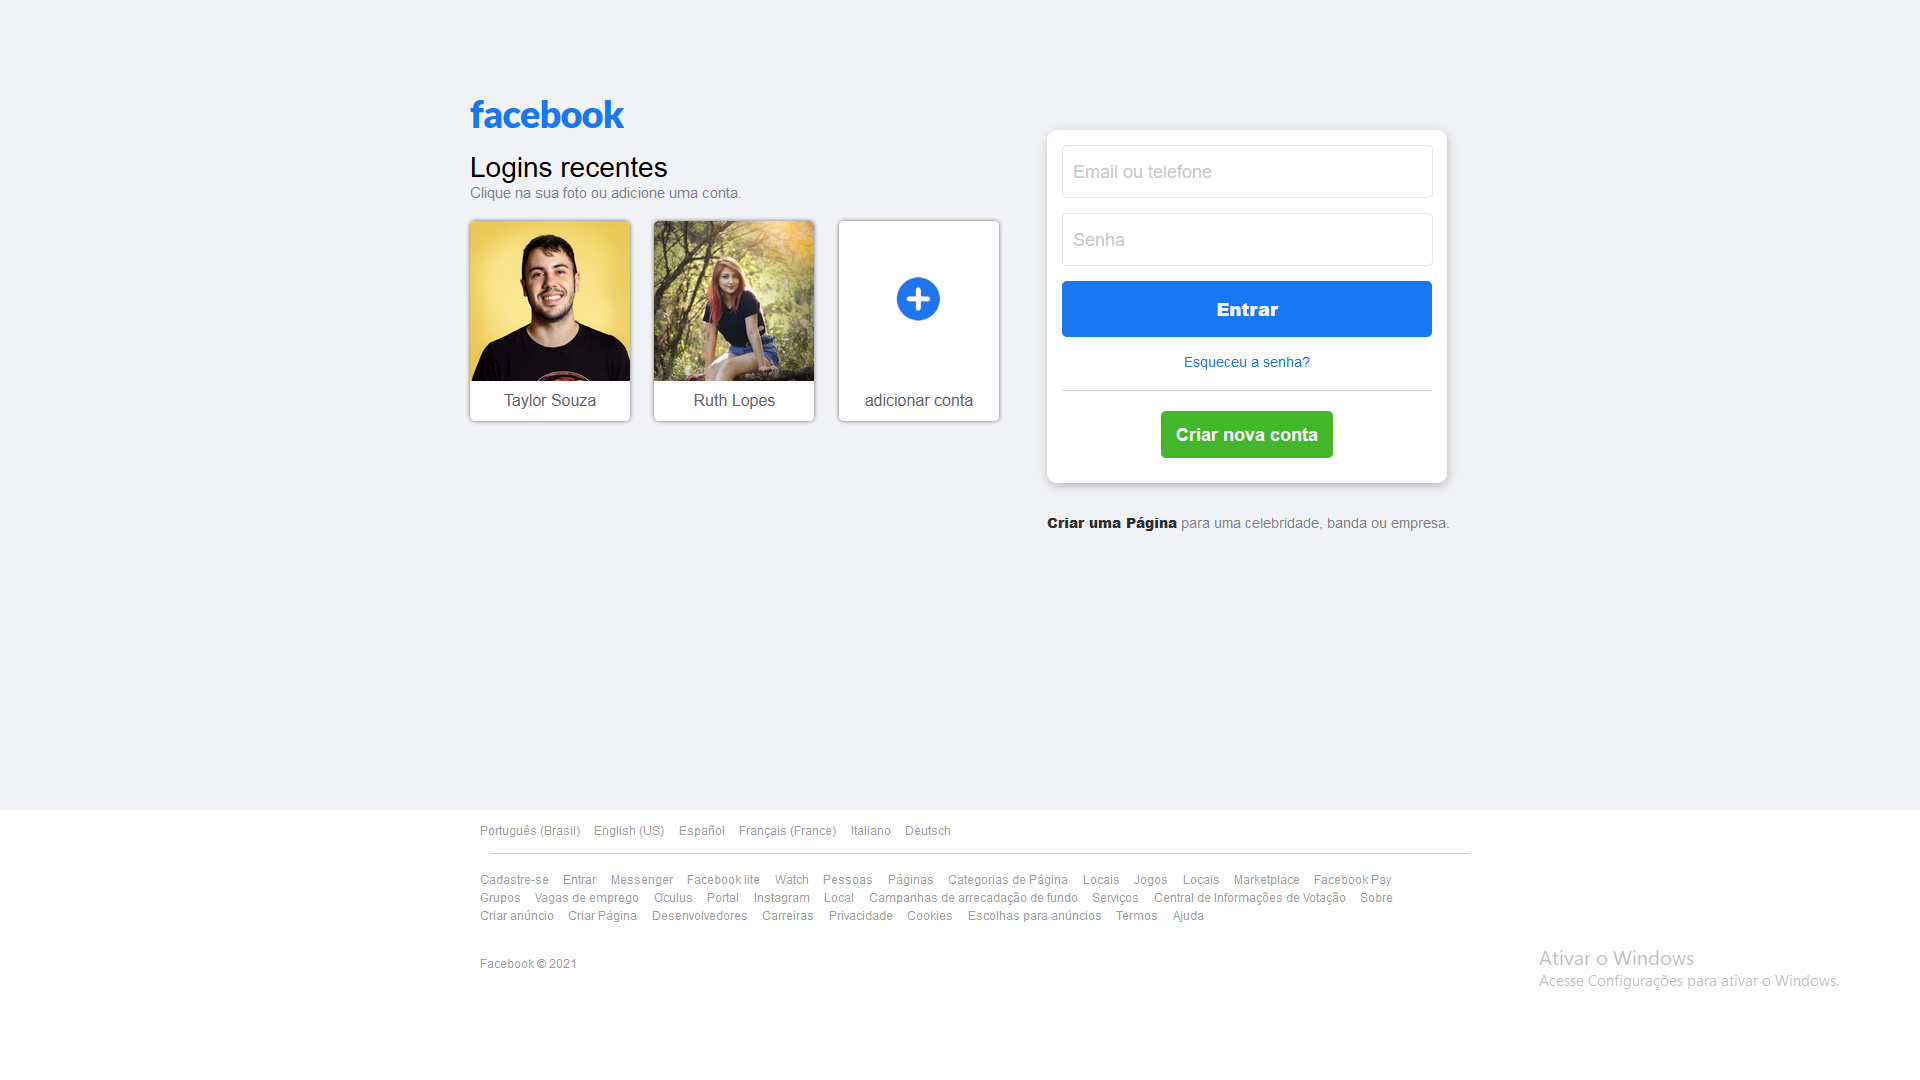 facebook
Logins recentes
Clique na sua foto ou adicione uma conta.
Taylor Souza
Ruth Lopes
adicionar conta
Email ou telefone
Senha
Entrar
Esqueceu a senha?
Criar nova conta
Criar uma Página para uma celebridade, banda ou empresa.
Português (Brasil) English (US) Español Français (France) Italiano Deutsch
Cadastre-se Entrar Messenger Facebook lite Watch Pessoas Páginas Categorias de Página Locais Jogos Locais Marketplace Facebook Pay
Grupos Vagas de emprego Oculus Portal Instagram Local Campanhas de arrecadação de fundo Serviços Central de Informações de Votação Sobre
Criar anúncio Criar Página Desenvolvedores Carreiras Privacidade Cookies Escolhas para anúncios Termos Ajuda
Facebook © 2021
Ativar o Windows
Acesse Configurações para ativar o Windows.